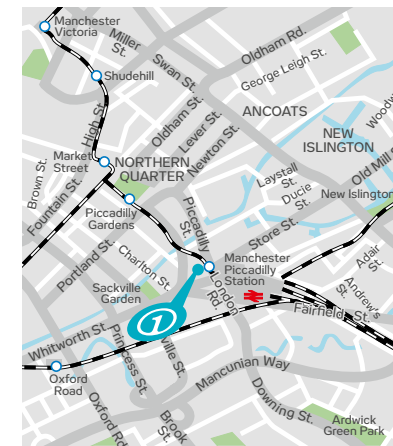 Manchester
Victoria
Miller
St.
Swan St.
Oldham Rd.
Shudehill
George Leigh St.
ANCOATS
High St.
Oldham St.
Lever St.
Newton St.
NEW
ISLINGTON
Market
Street
NORTHERN
QUARTER
Brown St.
Fountain St.
Laystall
St.
Ducie
St.
Old Mill S
New Islington
Piccadilly
Gardens
Piccadilly
St.
Store St.
Portland St.
Charlton St.
Manchester
Piccadilly
Station
Adair
St.
Andrew's
St.
Sackville
Garden
London
Rd.
Fairfield St.
1
Whitworth St.
Princess St.
ville St.
Oxford
Road
Mancunian Way
Oxford Rd
Brook
St.
Downing St.
Ardwick
Green Park